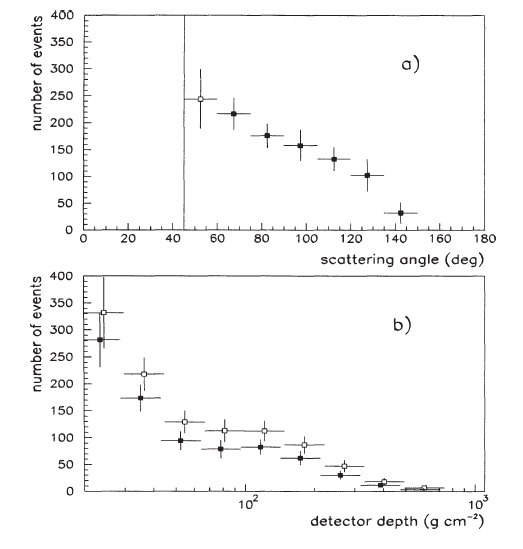 number of events
400
350
300
250
200
150
100
50
0
a)
0 20 40 60 80 100 120 140 160 180
scattering angle (deg)
number of events
400
350
300
250
200
150
100
50
0
b)
10² 10³
detector depth (g cm⁻²)